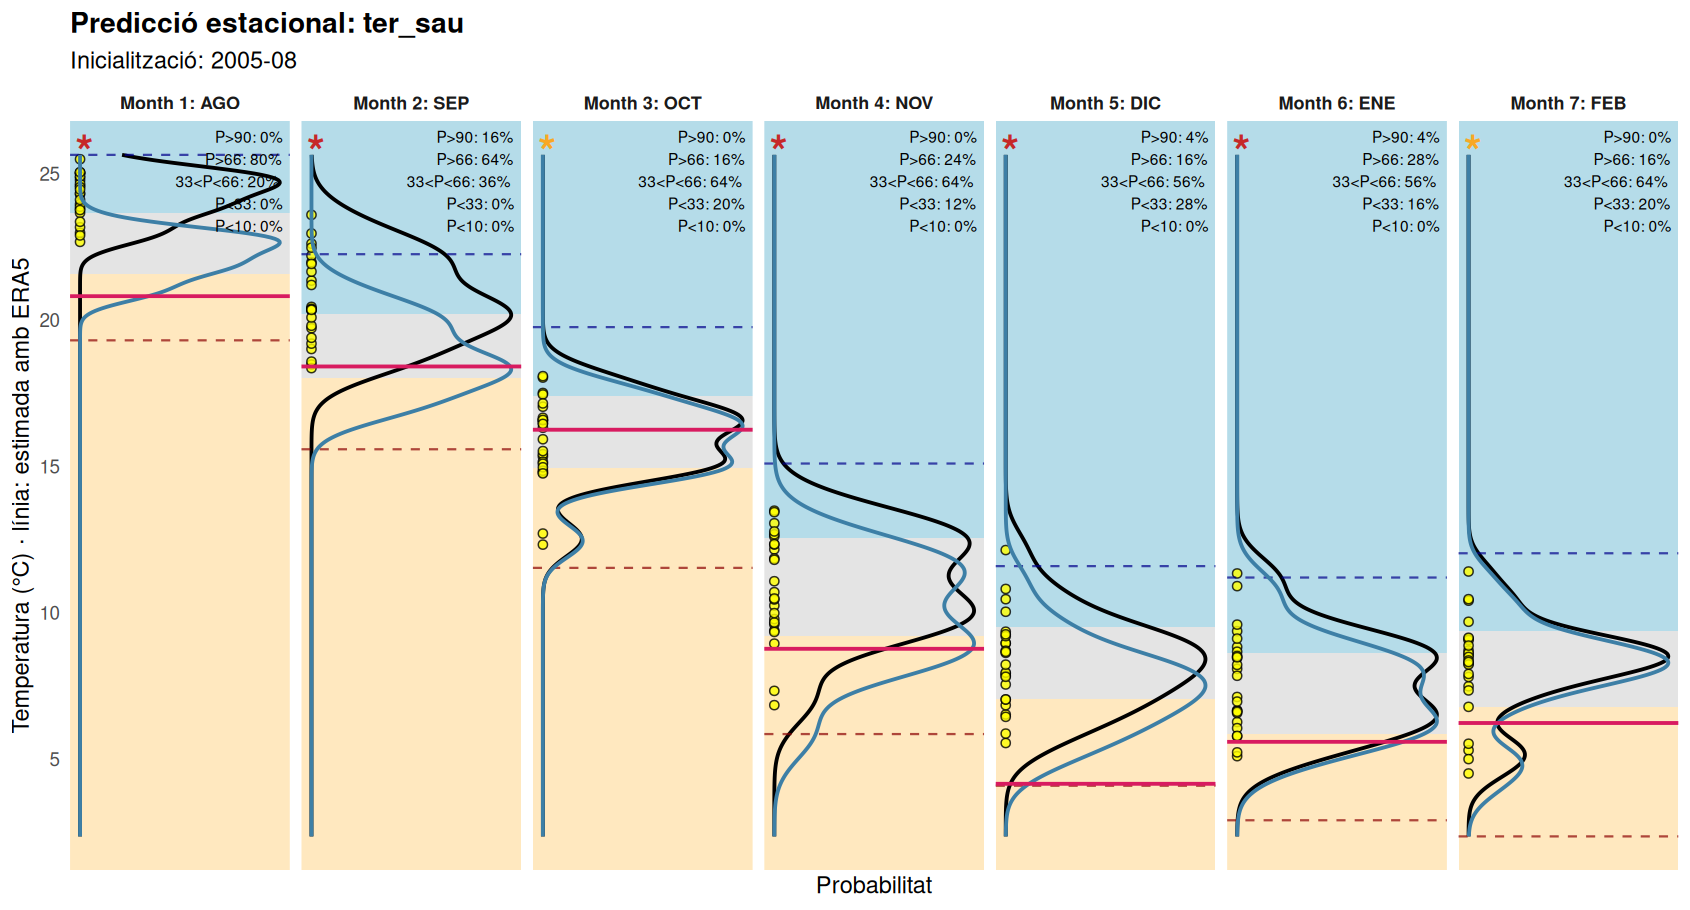 Predicció estacional: ter_sau
Inicialització: 2005-08
Month 1: AGO
Month 2: SEP
Month 3: OCT
Month 4: NOV
Month 5: DIC
Month 6: ENE
Month 7: FEB
P>90: 0%
P>66: 80%
33<P<66: 20%
P<33: 0%
P<10: 0%
P>90: 16%
P>66: 64%
33<P<66: 36%
P<33: 0%
P<10: 0%
P>90: 0%
P>66: 16%
33<P<66: 64%
P<33: 20%
P<10: 0%
P>90: 0%
P>66: 24%
33<P<66: 64%
P<33: 12%
P<10: 0%
P>90: 4%
P>66: 16%
33<P<66: 56%
P<33: 28%
P<10: 0%
P>90: 4%
P>66: 28%
33<P<66: 56%
P<33: 16%
P<10: 0%
P>90: 0%
P>66: 16%
33<P<66: 64%
P<33: 20%
P<10: 0%
25
20
15
10
5
Temperatura (°C) · línia: estimada amb ERA5
Probabilitat